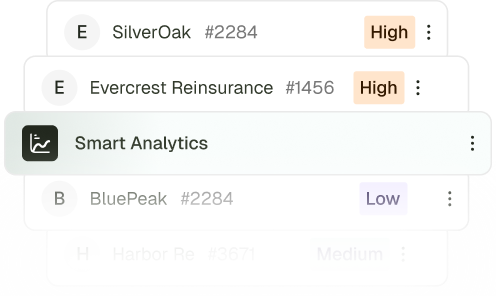 E SilverOak #2284 High
E Evercrest Reinsurance #1456 High
Smart Analytics
B BluePeak #2284 Low
H Harbor Re #3671 Medium